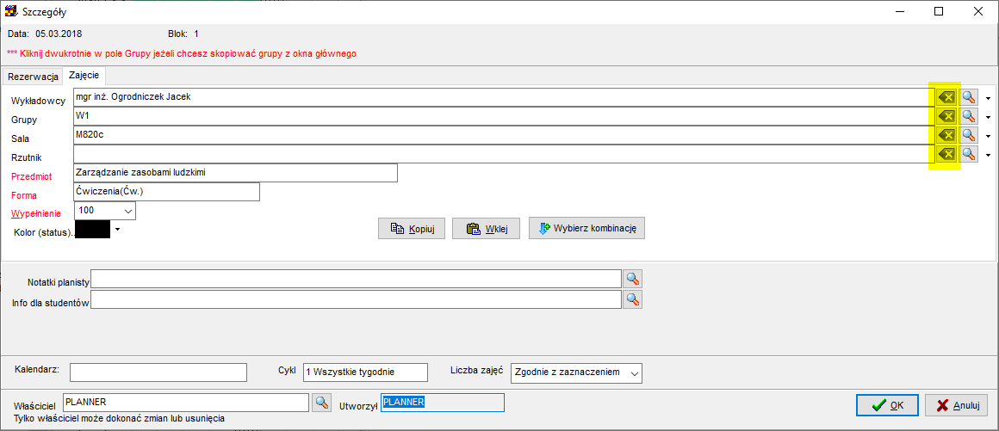 Szczegóły
Data: 05.03.2018 Blok: 1
*** Kliknij dwukrotnie w pole Grupy jeżeli chcesz skopiować grupy z okna głównego
Rezerwacja Zajęcie
Wykładowcy mgr inż. Ogrodniczek Jacek
Grupy W1
Sala M820c
Rzutnik
Przedmiot Zarządzanie zasobami ludzkimi
Forma Ćwiczenia(Ćw.)
Wypełnienie 100
Kolor (status)..
Kopiuj Wklej Wybierz kombinację
Notatki planisty
Info dla studentów
Kalendarz: Cykl 1 Wszystkie tygodnie Liczba zajęć Zgodnie z zaznaczeniem
Właściciel PLANNER Utworzył PLANNER
Tylko właściciel może dokonać zmian lub usunięcia
OK Anuluj